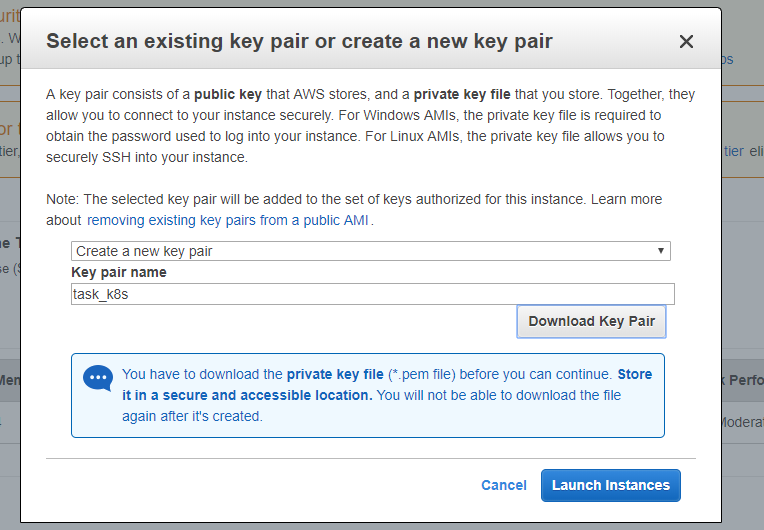 Select an existing key pair or create a new key pair
A key pair consists of a public key that AWS stores, and a private key file that you store. Together, they
allow you to connect to your instance securely. For Windows AMIs, the private key file is required to
obtain the password used to log into your instance. For Linux AMIs, the private key file allows you to
securely SSH into your instance.
Note: The selected key pair will be added to the set of keys authorized for this instance. Learn more
about removing existing key pairs from a public AMI.
Create a new key pair
Key pair name
task_k8s
Download Key Pair
You have to download the private key file (*.pem file) before you can continue. Store
it in a secure and accessible location. You will not be able to download the file
again after it's created.
Cancel
Launch Instances
tier